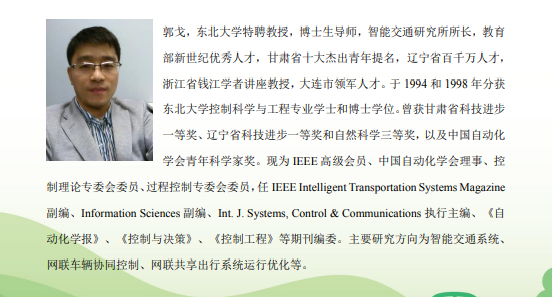 郭戈，东北大学特聘教授，博士生导师，智能交通研究所所长，教育
部新世纪优秀人才，甘肃省十大杰出青年提名，辽宁省百千万人才，
浙江省钱江学者讲座教授，大连市领军人才。于 1994 和 1998 年分获
东北大学控制科学与工程专业学士和博士学位。曾获甘肃省科技进步
一等奖、辽宁省科技进步一等奖和自然科学三等奖，以及中国自动化
学会青年科学家奖。现为 IEEE 高级会员、中国自动化学会理事、控
制理论专委会委员、过程控制专委会委员，任 IEEE Intelligent Transportation Systems Magazine
副编、Information Sciences 副编、Int. J. Systems, Control & Communications 执行主编、《自
动化学报》、《控制与决策》、《控制工程》等期刊编委。主要研究方向为智能交通系统、
网联车辆协同控制、网联共享出行系统运行优化等。